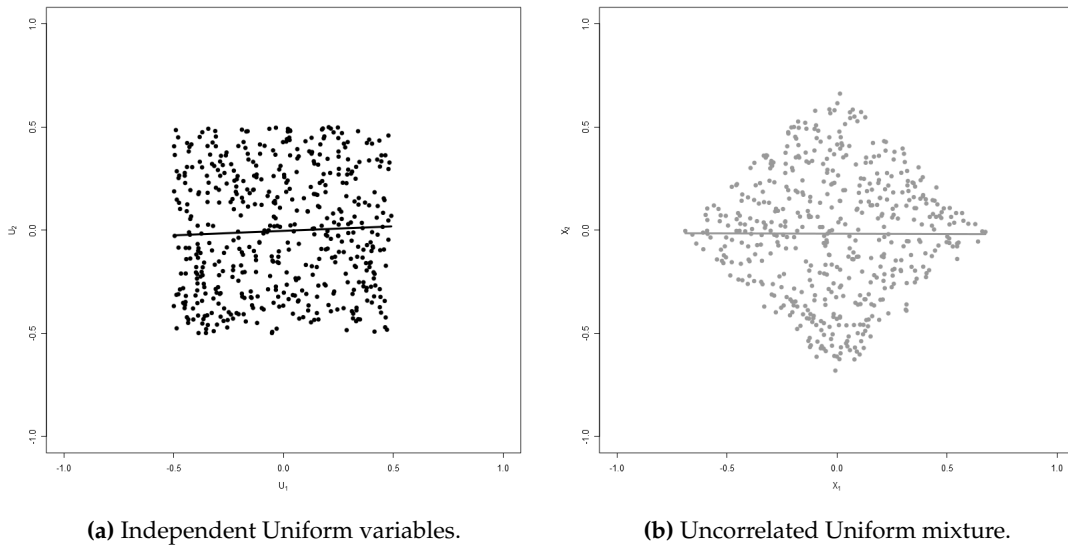 1.0
0.5
0.0
-0.5
-1.0
U₂
-1.0 -0.5 0.0 0.5 1.0
U₁
(a) Independent Uniform variables.
1.0
0.5
0.0
-0.5
-1.0
X₂
-1.0 -0.5 0.0 0.5 1.0
X₁
(b) Uncorrelated Uniform mixture.